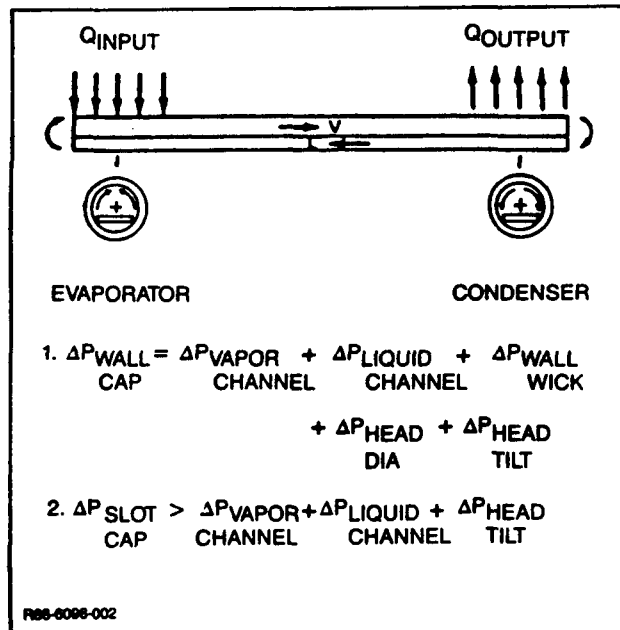 QINPUT QOUTPUT
V
L
EVAPORATOR CONDENSER
1. ΔPWALL = ΔPVAPOR + ΔPLIQUID + ΔPWALL
CAP CHANNEL CHANNEL WICK
+ ΔPHEAD + ΔPHEAD
DIA TILT
2. ΔPSLOT > ΔPVAPOR + ΔPLIQUID + ΔPHEAD
CAP CHANNEL CHANNEL TILT
R86-6096-002